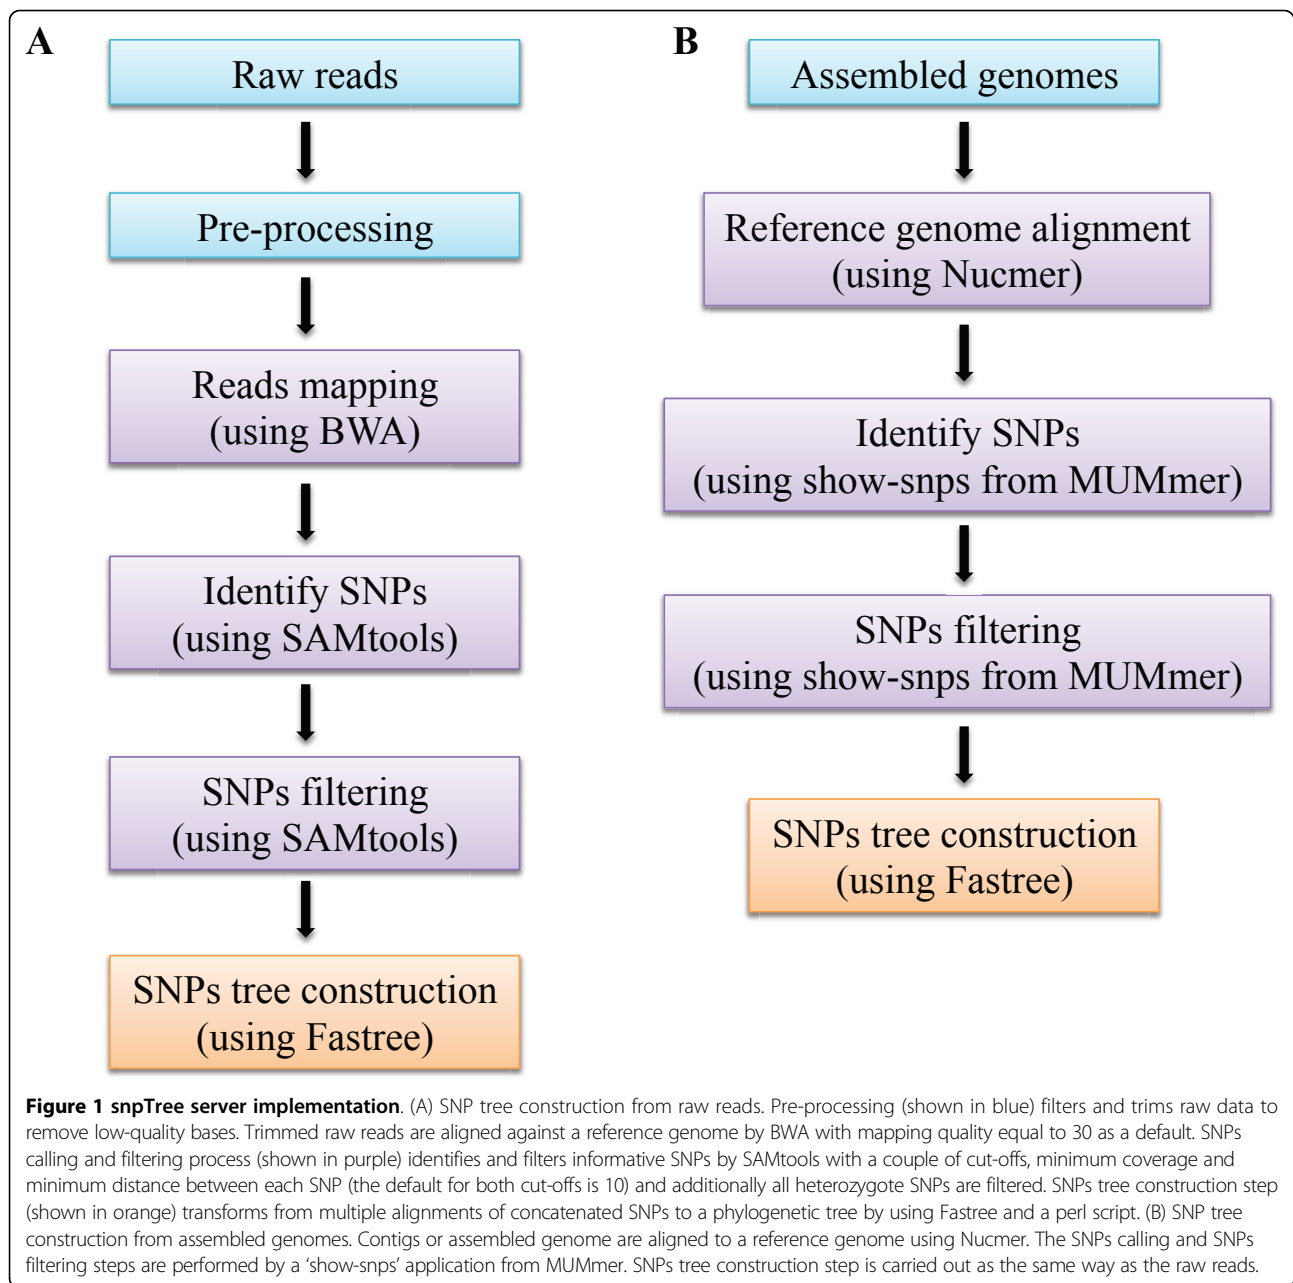 A
Raw reads
Pre-processing
Reads mapping
(using BWA)
Identify SNPs
(using SAMtools)
SNPs filtering
(using SAMtools)
SNPs tree construction
(using Fastree)
B
Assembled genomes
Reference genome alignment
(using Nucmer)
Identify SNPs
(using show-snps from MUMmer)
SNPs filtering
(using show-snps from MUMmer)
SNPs tree construction
(using Fastree)
Figure 1 snpTree server implementation. (A) SNP tree construction from raw reads. Pre-processing (shown in blue) filters and trims raw data to
remove low-quality bases. Trimmed raw reads are aligned against a reference genome by BWA with mapping quality equal to 30 as a default. SNPs
calling and filtering process (shown in purple) identifies and filters informative SNPs by SAMtools with a couple of cut-offs, minimum coverage and
minimum distance between each SNP (the default for both cut-offs is 10) and additionally all heterozygote SNPs are filtered. SNPs tree construction step
(shown in orange) transforms from multiple alignments of concatenated SNPs to a phylogenetic tree by using Fastree and a perl script. (B) SNP tree
construction from assembled genomes. Contigs or assembled genome are aligned to a reference genome using Nucmer. The SNPs calling and SNPs
filtering steps are performed by a ‘show-snps’ application from MUMmer. SNPs tree construction step is carried out as the same way as the raw reads.